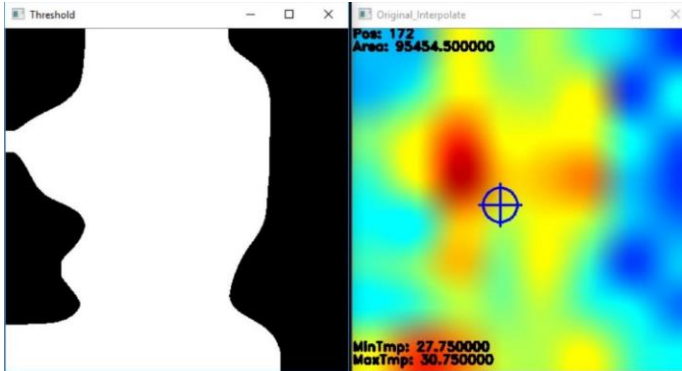 Threshold
Original_Interpolate
Pos: 172
Area: 95454.500000
MinTmp: 27.750000
MaxTmp: 30.750000